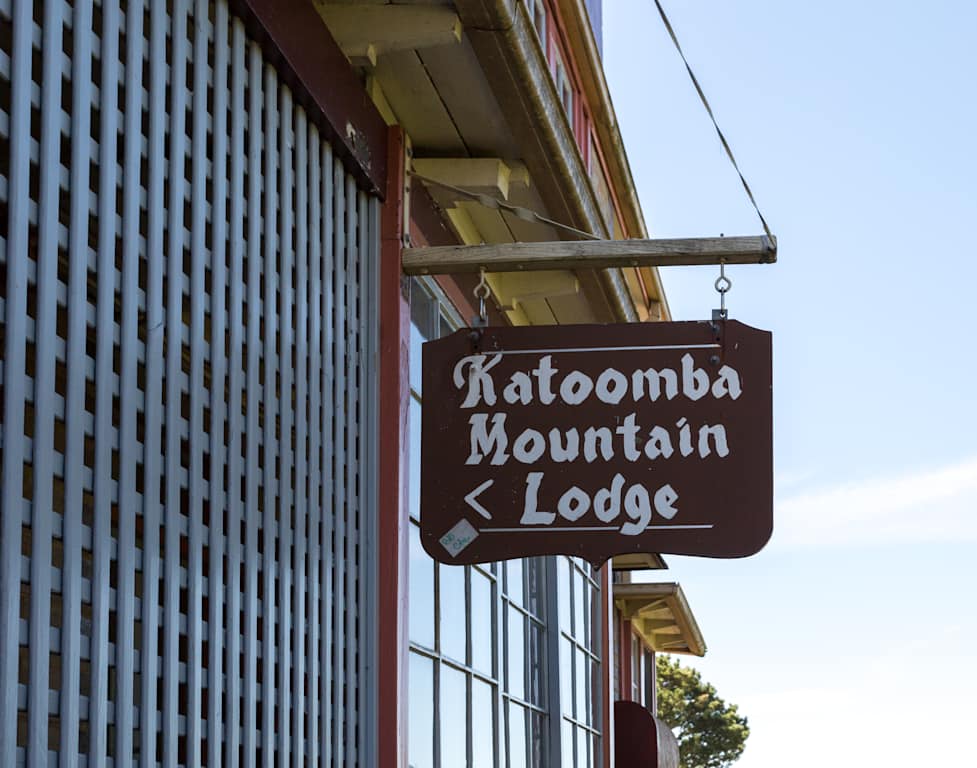 Katoomba
Mountain
< Lodge